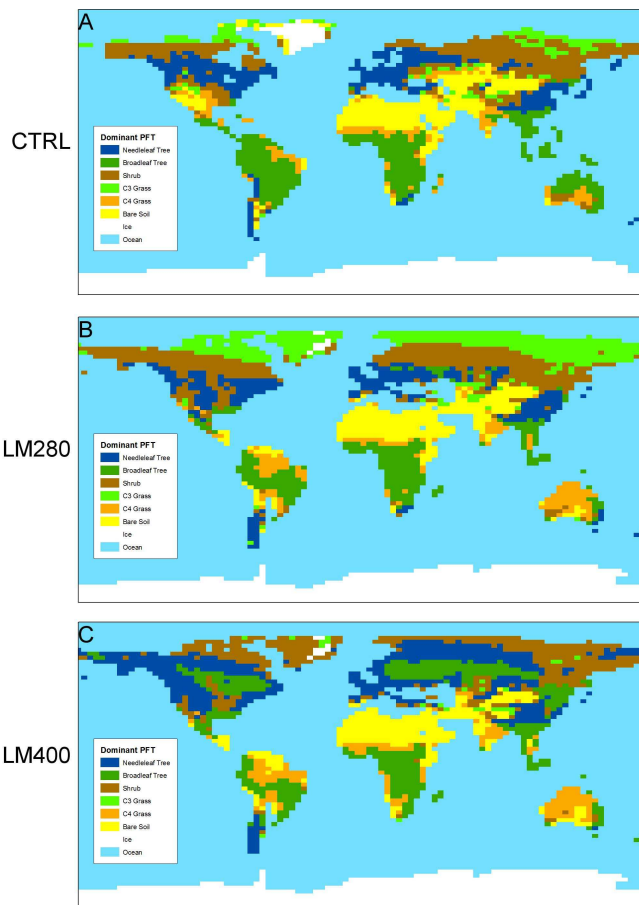 A
CTRL
Dominant PFT
Needleleaf Tree
Broadleaf Tree
Shrub
C3 Grass
C4 Grass
Bare Soil
Ice
Ocean
B
LM280
Dominant PFT
Needleleaf Tree
Broadleaf Tree
Shrub
C3 Grass
C4 Grass
Bare Soil
Ice
Ocean
C
LM400
Dominant PFT
Needleleaf Tree
Broadleaf Tree
Shrub
C3 Grass
C4 Grass
Bare Soil
Ice
Ocean